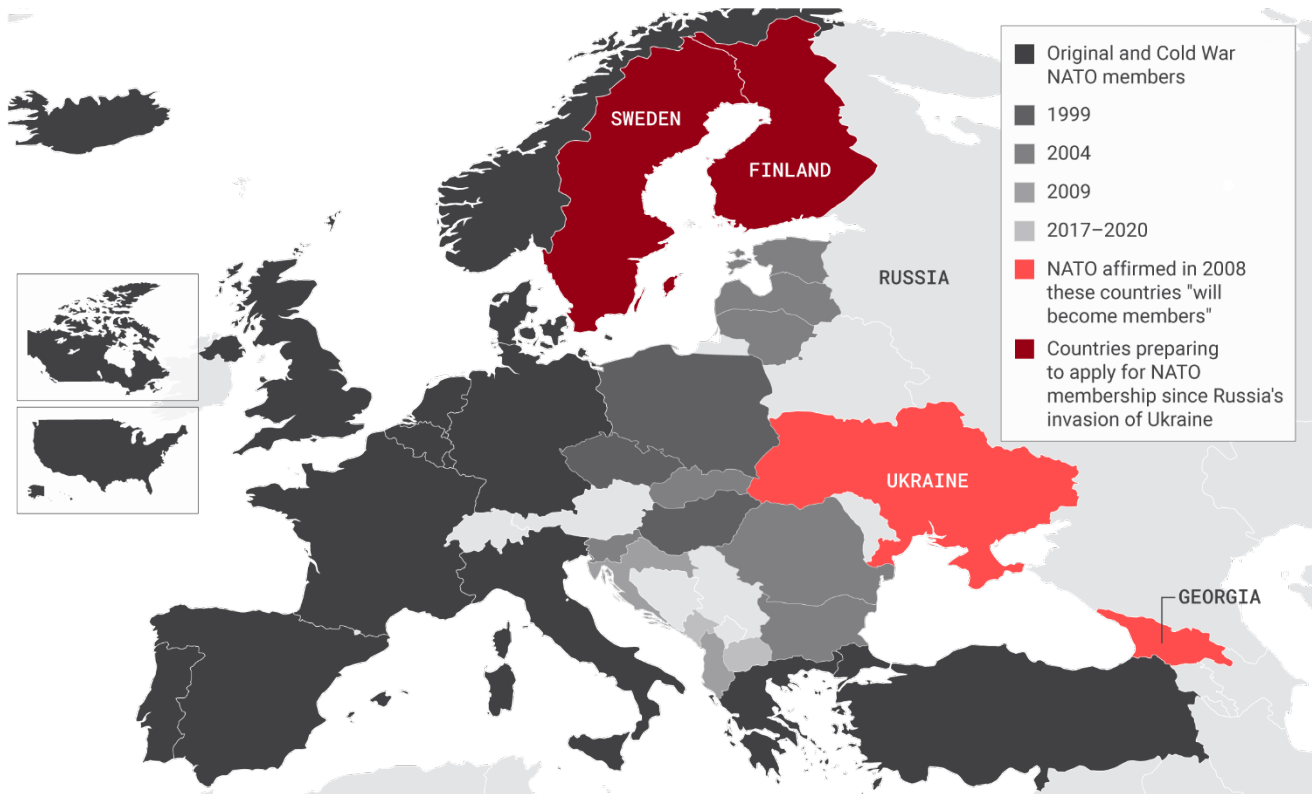 SWEDEN
FINLAND
RUSSIA
UKRAINE
GEORGIA
Original and Cold War
NATO members
1999
2004
2009
2017–2020
NATO affirmed in 2008
these countries "will
become members"
Countries preparing
to apply for NATO
membership since Russia's
invasion of Ukraine